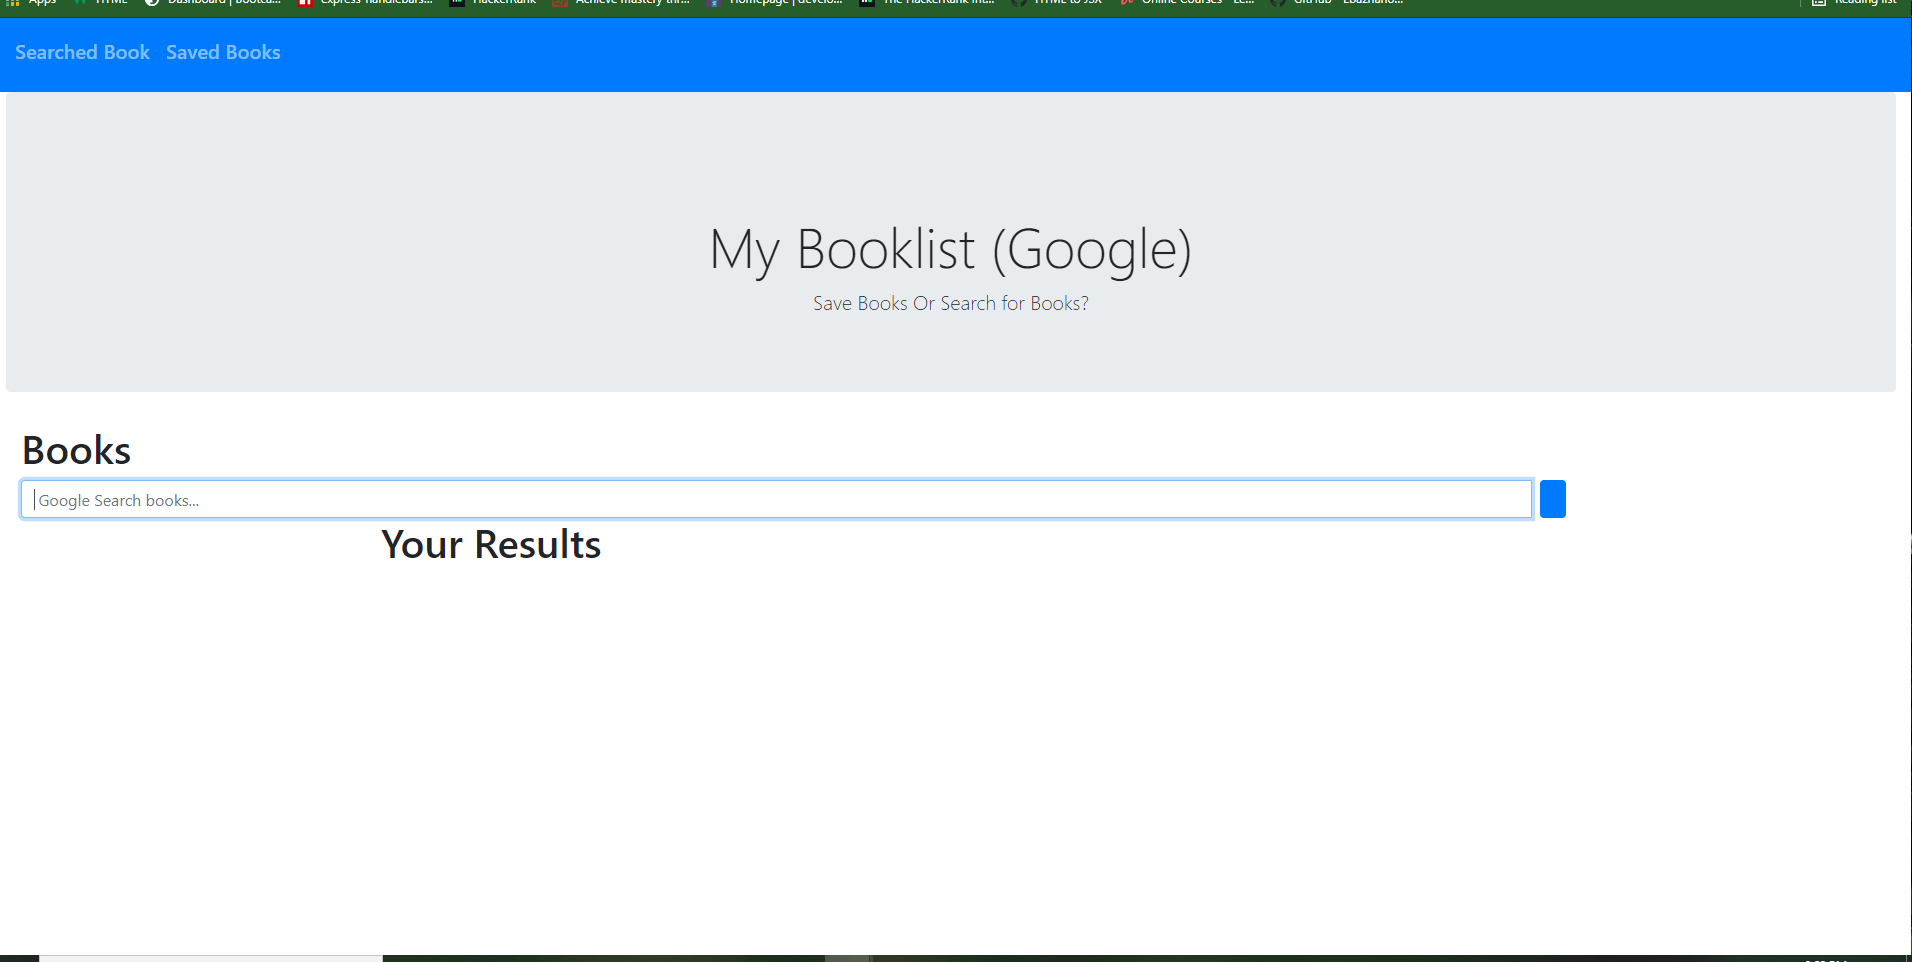 Apps HTML Dashboard | Bootca... express-handlebars... HackerRank Achieve mastery thr... Homepage | develo... The HackerRank Int... HTML to JSX Online Courses - Le... GitHub - Ebazhano... Reading list
Searched Book Saved Books
My Booklist (Google)
Save Books Or Search for Books?
Books
Google Search books...
Your Results